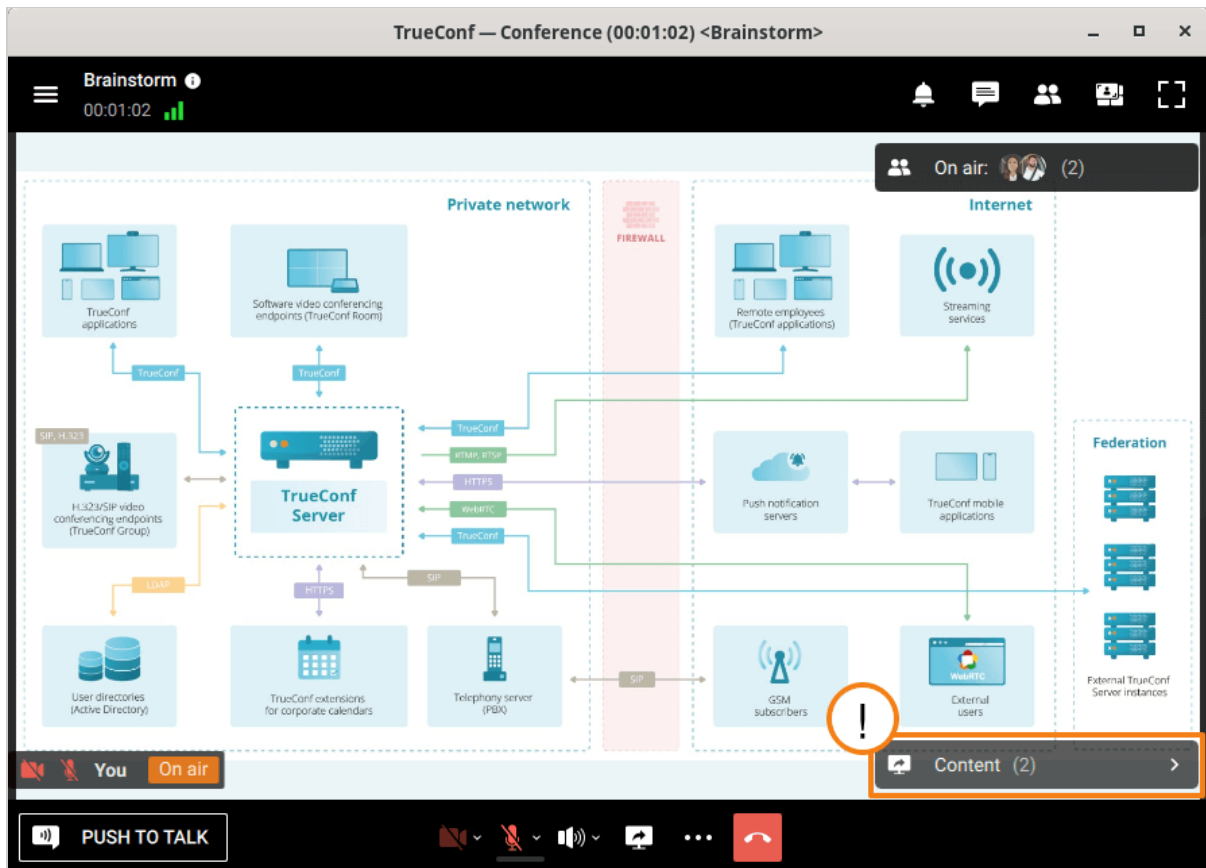 TrueConf — Conference (00:01:02) <Brainstorm>
Brainstorm
00:01:02
On air: (2)
Private network
FIREWALL
Internet
TrueConf
applications
Software video conferencing
endpoints (TrueConf Room)
Remote employees
(TrueConf applications)
Streaming
services
TrueConf
TrueConf
SIP, H.323
H.323/SIP video
conferencing endpoints
(TrueConf Group)
TrueConf
Server
TrueConf
RTMP, RTSP
HTTPS
WebRTC
TrueConf
Push notification
servers
TrueConf mobile
applications
Federation
External TrueConf
Server instances
LDAP
HTTPS
SIP
User directories
(Active Directory)
TrueConf extensions
for corporate calendars
Telephony server
(PBX)
SIP
GSM
subscribers
WebRTC
External
users
!
You
On air
Content (2)
PUSH TO TALK